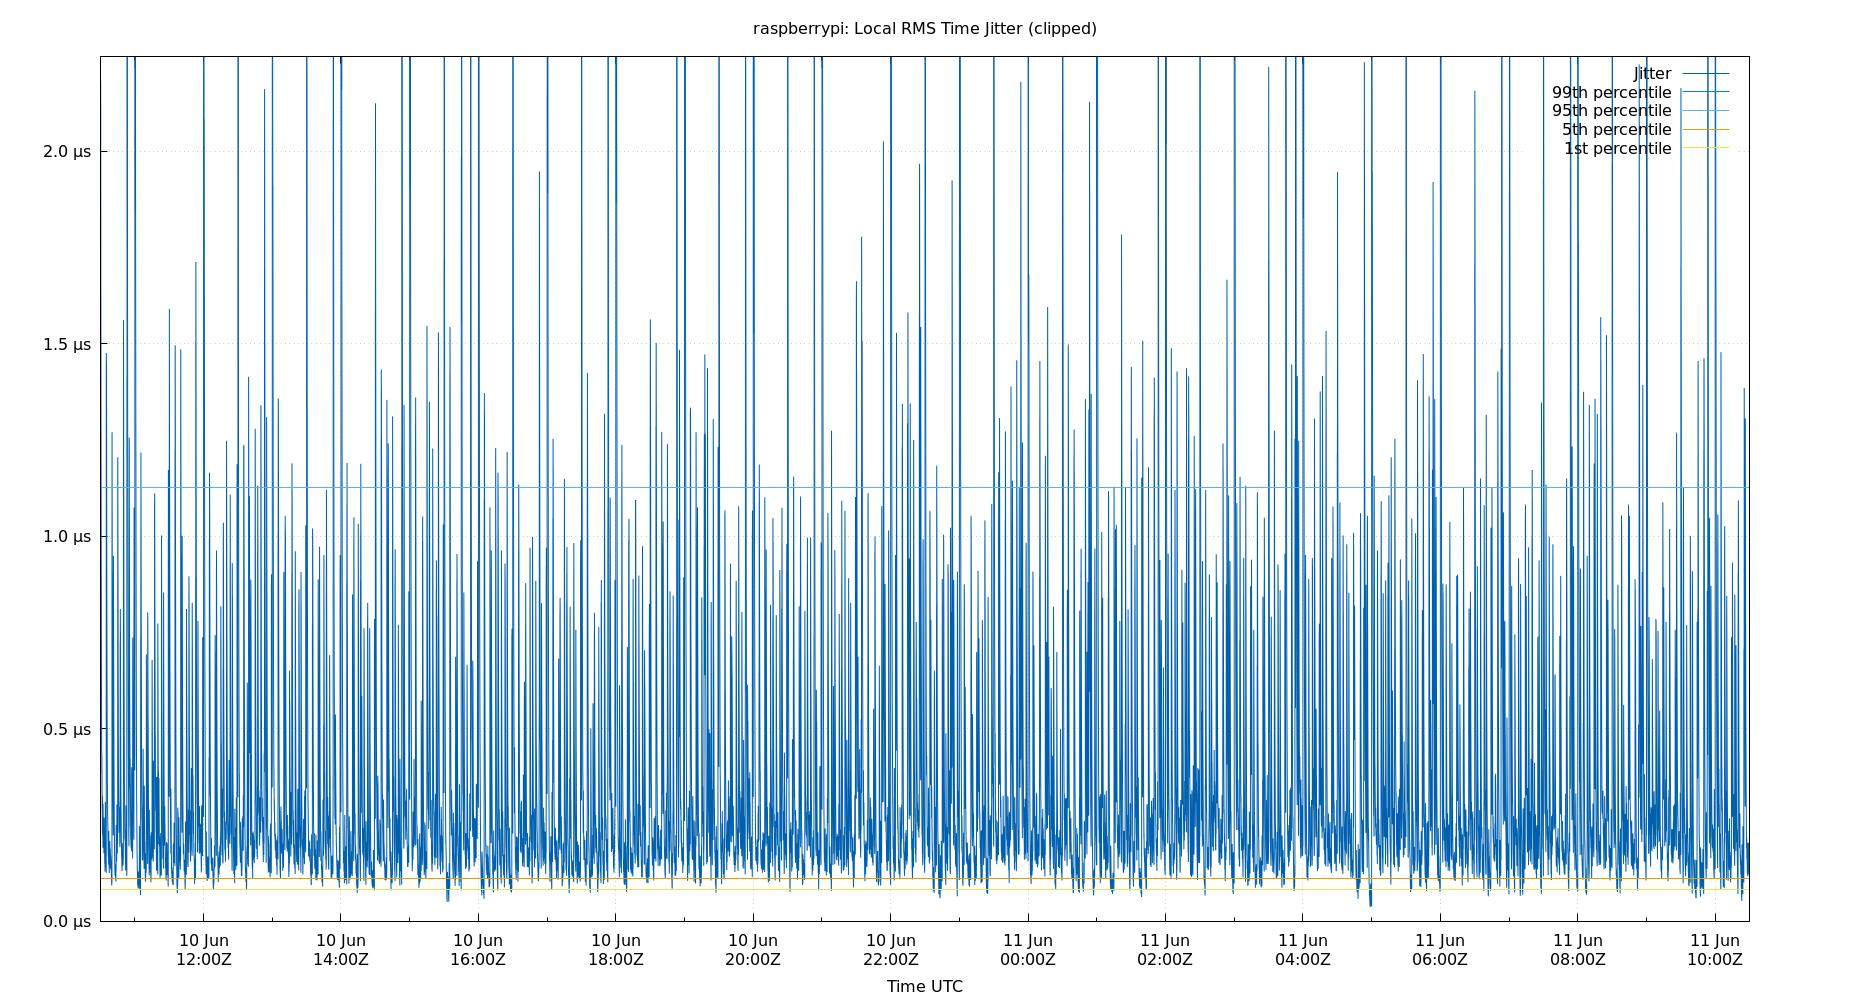 raspberrypi: Local RMS Time Jitter (clipped)
Jitter
99th percentile
95th percentile
5th percentile
1st percentile
2.0 µs
1.5 µs
1.0 µs
0.5 µs
0.0 µs
10 Jun 10 Jun 10 Jun 10 Jun 10 Jun 10 Jun 11 Jun 11 Jun 11 Jun 11 Jun 11 Jun 11 Jun
12:00Z 14:00Z 16:00Z 18:00Z 20:00Z 22:00Z 00:00Z 02:00Z 04:00Z 06:00Z 08:00Z 10:00Z
Time UTC